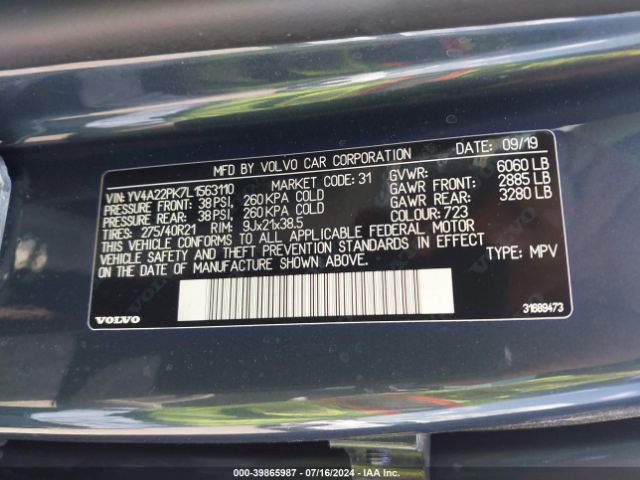 MFD BY VOLVO CAR CORPORATION DATE: 09/19
VIN: YV4A22PK7L1563110 MARKET CODE: 31 GVWR: 6060 LB
PRESSURE FRONT: 38 PSI, 260 KPA COLD GAWR FRONT: 2885 LB
PRESSURE REAR: 38 PSI, 260 KPA COLD GAWR REAR: 3280 LB
TIRES: 275/40R21 RIM: 9Jx21x38.5 COLOUR: 723
THIS VEHICLE CONFORMS TO ALL APPLICABLE FEDERAL MOTOR
VEHICLE SAFETY AND THEFT PREVENTION STANDARDS IN EFFECT
ON THE DATE OF MANUFACTURE SHOWN ABOVE. TYPE: MPV
VOLVO 31689473
000-39865987 - 07/16/2024 - IAA Inc.